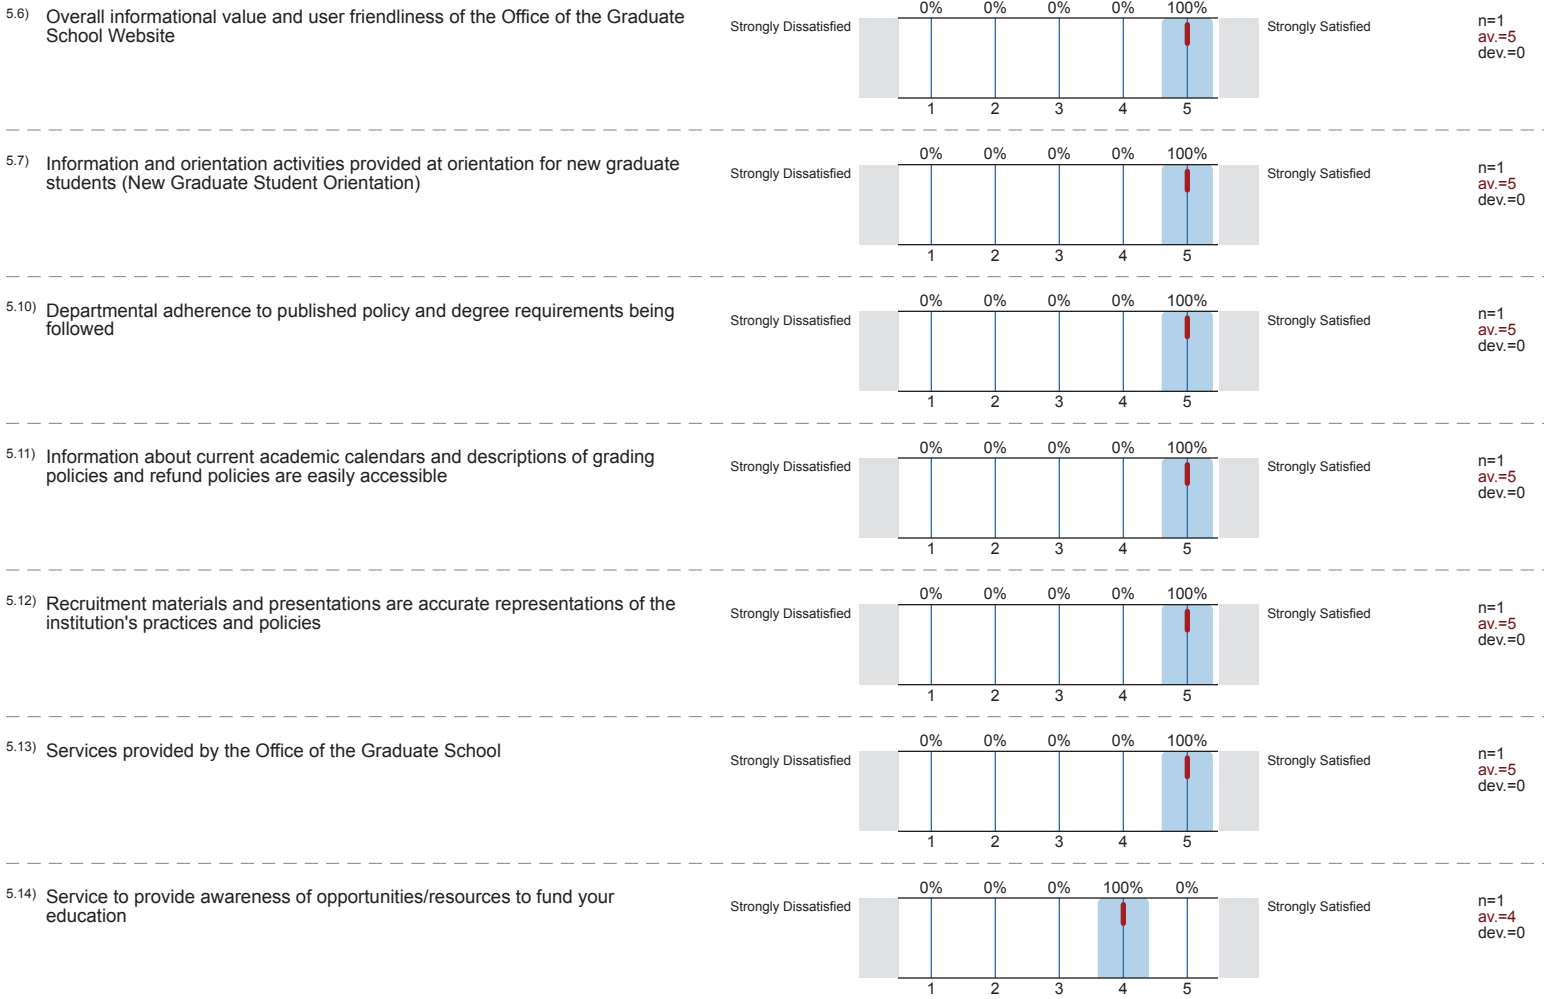 5.6) Overall informational value and user friendliness of the Office of the Graduate
School Website
Strongly Dissatisfied
0% 0% 0% 0% 100%
1 2 3 4 5
Strongly Satisfied
n=1
av.=5
dev.=0
5.7) Information and orientation activities provided at orientation for new graduate
students (New Graduate Student Orientation)
Strongly Dissatisfied
0% 0% 0% 0% 100%
1 2 3 4 5
Strongly Satisfied
n=1
av.=5
dev.=0
5.10) Departmental adherence to published policy and degree requirements being
followed
Strongly Dissatisfied
0% 0% 0% 0% 100%
1 2 3 4 5
Strongly Satisfied
n=1
av.=5
dev.=0
5.11) Information about current academic calendars and descriptions of grading
policies and refund policies are easily accessible
Strongly Dissatisfied
0% 0% 0% 0% 100%
1 2 3 4 5
Strongly Satisfied
n=1
av.=5
dev.=0
5.12) Recruitment materials and presentations are accurate representations of the
institution's practices and policies
Strongly Dissatisfied
0% 0% 0% 0% 100%
1 2 3 4 5
Strongly Satisfied
n=1
av.=5
dev.=0
5.13) Services provided by the Office of the Graduate School
Strongly Dissatisfied
0% 0% 0% 0% 100%
1 2 3 4 5
Strongly Satisfied
n=1
av.=5
dev.=0
5.14) Service to provide awareness of opportunities/resources to fund your
education
Strongly Dissatisfied
0% 0% 0% 100% 0%
1 2 3 4 5
Strongly Satisfied
n=1
av.=4
dev.=0